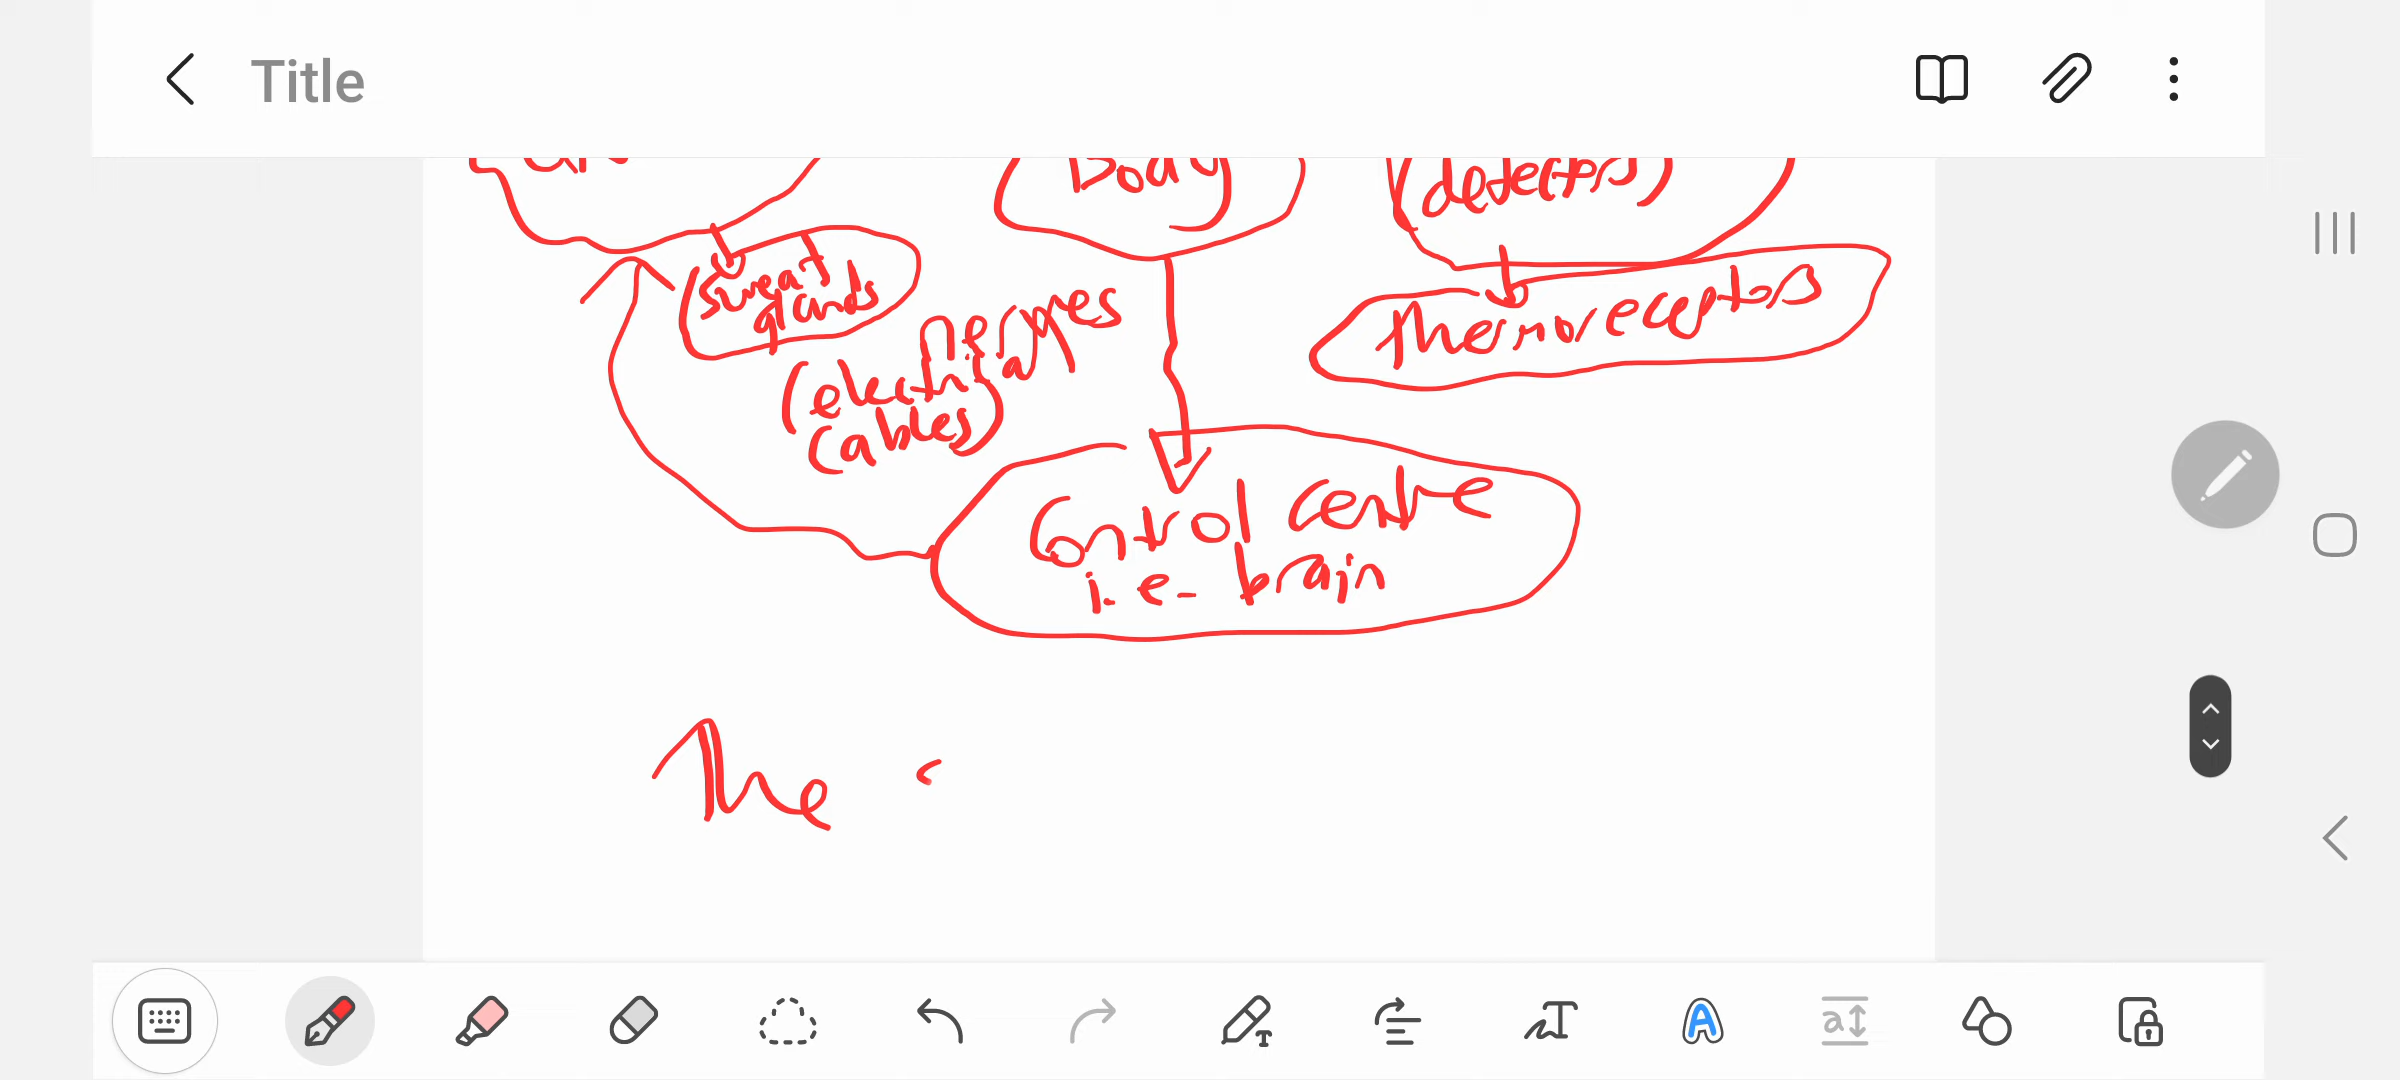 Title
Body
(detectors)
sweat
glands
thermoreceptors
nerves
(electrical
cables)
Control centre
i.e. brain
The